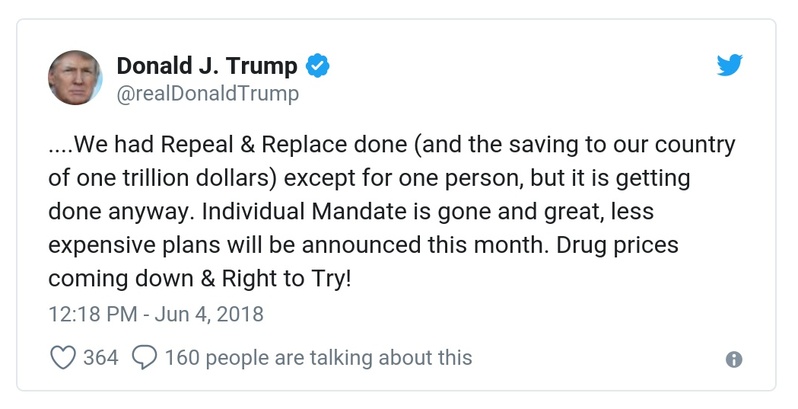 Donald J. Trump
@realDonaldTrump
....We had Repeal & Replace done (and the saving to our country
of one trillion dollars) except for one person, but it is getting
done anyway. Individual Mandate is gone and great, less
expensive plans will be announced this month. Drug prices
coming down & Right to Try!
12:18 PM - Jun 4, 2018
364 160 people are talking about this